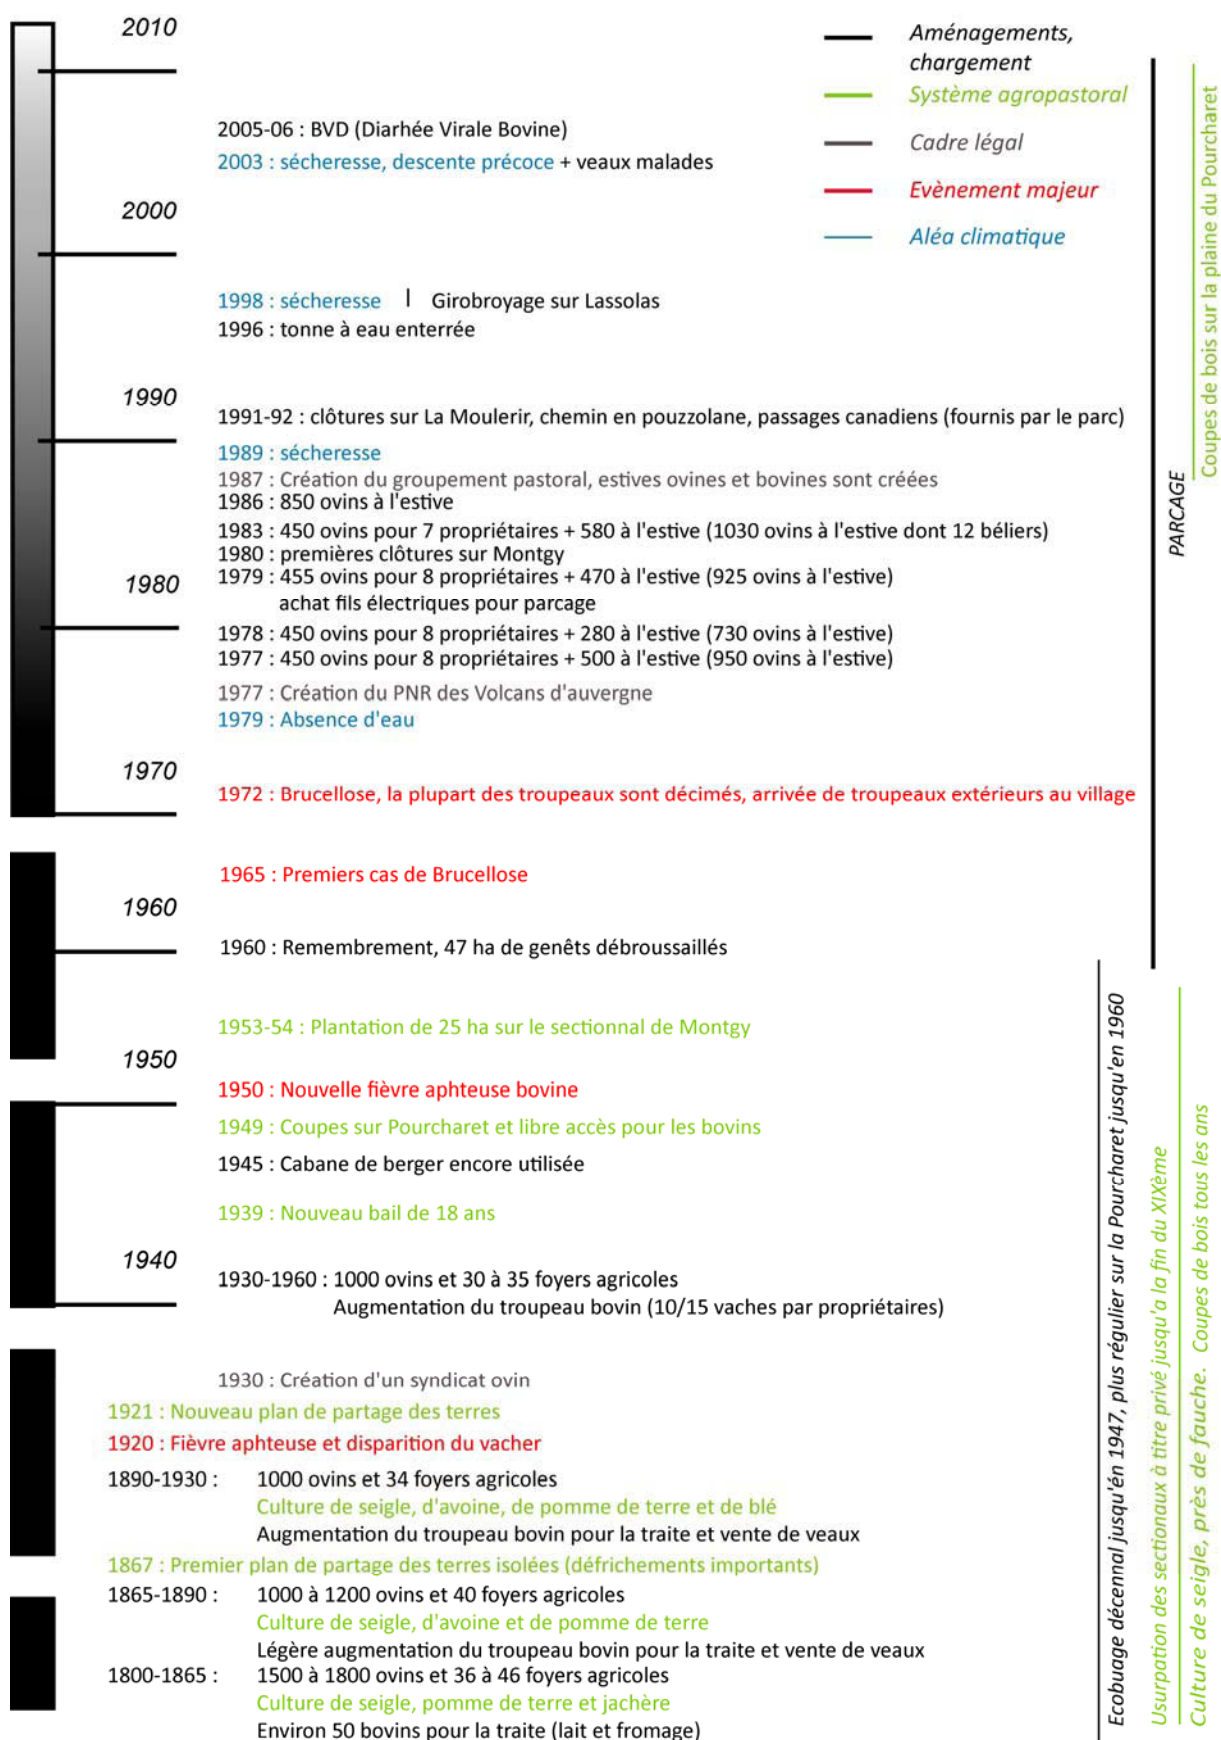 2010
Aménagements,
chargement
Système agropastoral
Cadre légal
Evènement majeur
Aléa climatique
2005-06 : BVD (Diarhée Virale Bovine)
2003 : sécheresse, descente précoce + veaux malades
2000
1998 : sécheresse | Girobroyage sur Lassolas
1996 : tonne à eau enterrée
1990
1991-92 : clôtures sur La Moulerir, chemin en pouzzolane, passages canadiens (fournis par le parc)
1989 : sécheresse
1987 : Création du groupement pastoral, estives ovines et bovines sont créées
1986 : 850 ovins à l'estive
1983 : 450 ovins pour 7 propriétaires + 580 à l'estive (1030 ovins à l'estive dont 12 béliers)
1980 : premières clôtures sur Montgy
1980
1979 : 455 ovins pour 8 propriétaires + 470 à l'estive (925 ovins à l'estive)
achat fils électriques pour parcage
1978 : 450 ovins pour 8 propriétaires + 280 à l'estive (730 ovins à l'estive)
1977 : 450 ovins pour 8 propriétaires + 500 à l'estive (950 ovins à l'estive)
1977 : Création du PNR des Volcans d'auvergne
1979 : Absence d'eau
1970
1972 : Brucellose, la plupart des troupeaux sont décimés, arrivée de troupeaux extérieurs au village
1965 : Premiers cas de Brucellose
1960
1960 : Remembrement, 47 ha de genêts débroussaillés
1953-54 : Plantation de 25 ha sur le sectionnal de Montgy
1950
1950 : Nouvelle fièvre aphteuse bovine
1949 : Coupes sur Pourcharet et libre accès pour les bovins
1945 : Cabane de berger encore utilisée
1939 : Nouveau bail de 18 ans
1940
1930-1960 : 1000 ovins et 30 à 35 foyers agricoles
Augmentation du troupeau bovin (10/15 vaches par propriétaires)
1930 : Création d'un syndicat ovin
1921 : Nouveau plan de partage des terres
1920 : Fièvre aphteuse et disparition du vacher
1890-1930 : 1000 ovins et 34 foyers agricoles
Culture de seigle, d'avoine, de pomme de terre et de blé
Augmentation du troupeau bovin pour la traite et vente de veaux
1867 : Premier plan de partage des terres isolées (défrichements importants)
1865-1890 : 1000 à 1200 ovins et 40 foyers agricoles
Culture de seigle, d'avoine et de pomme de terre
Légère augmentation du troupeau bovin pour la traite et vente de veaux
1800-1865 : 1500 à 1800 ovins et 36 à 46 foyers agricoles
Culture de seigle, pomme de terre et jachère
Environ 50 bovins pour la traite (lait et fromage)
PARCAGE
Coupes de bois sur la plaine du Pourcharet
Ecobuage décennal jusqu'én 1947, plus régulier sur la Pourcharet jusqu'en 1960
Usurpation des sectionaux à titre privé jusqu'a la fin du XIXème
Culture de seigle, près de fauche. Coupes de bois tous les ans